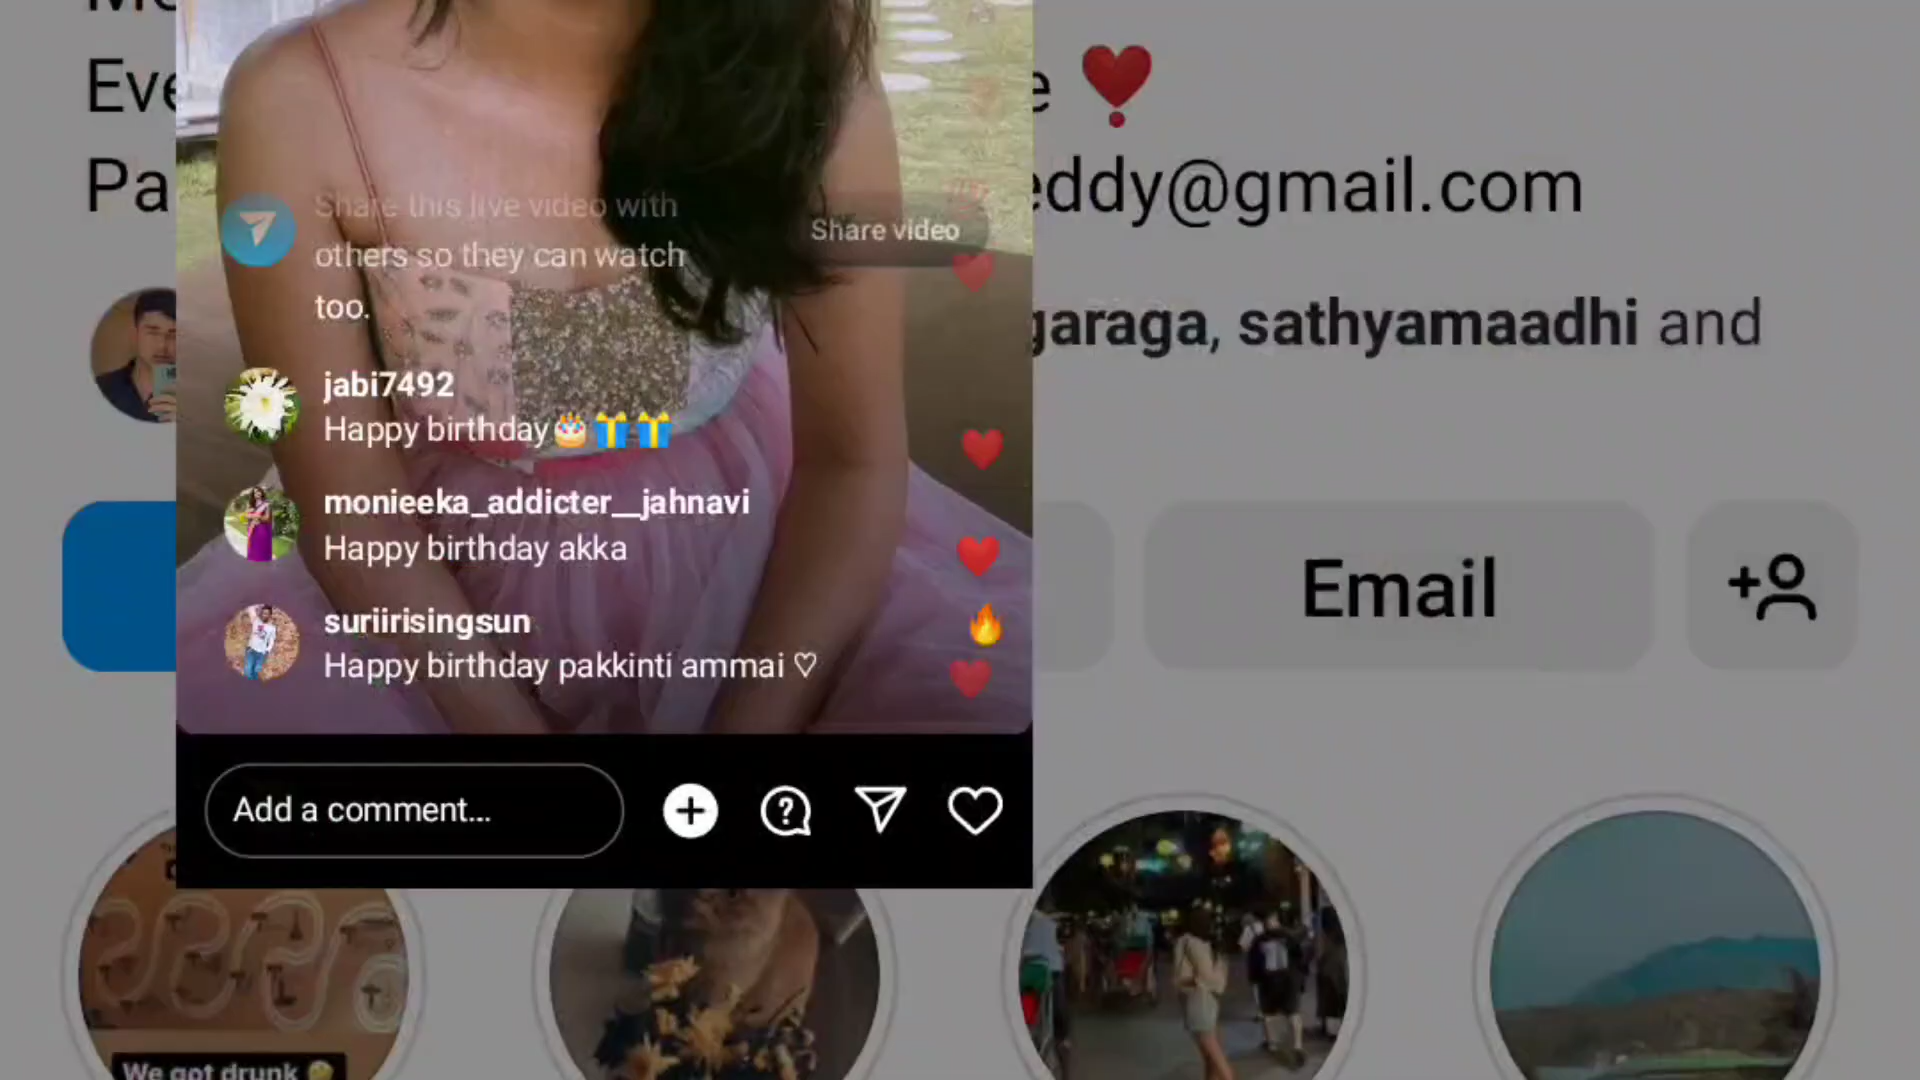 Eve
e ❣️
Pa
eddy@gmail.com
garaga, sathyamaadhi and
Share this live video with
others so they can watch
too.
Share video
jabi7492
Happy birthday🎂🎁🎁
monieeka_addicter__jahnavi
Happy birthday akka
suriirisingsun
Happy birthday pakkinti ammai ♡
Email
Add a comment...
We got drunk